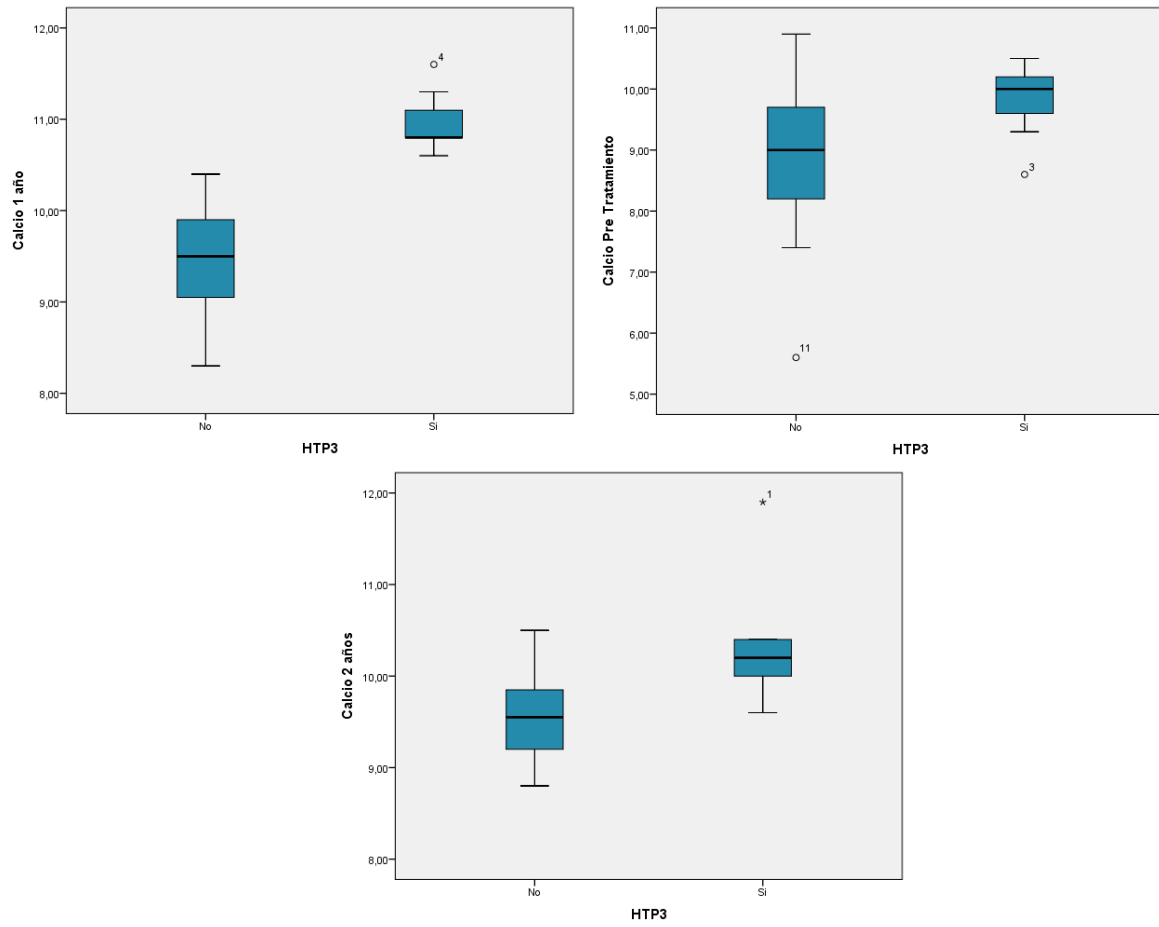 Calcio 1 año
12,00
11,00
10,00
9,00
8,00
4
No
Si
HTP3
Calcio Pre Tratamiento
11,00
10,00
9,00
8,00
7,00
6,00
5,00
11
3
No
Si
HTP3
Calcio 2 años
12,00
11,00
10,00
9,00
8,00
1
No
Si
HTP3